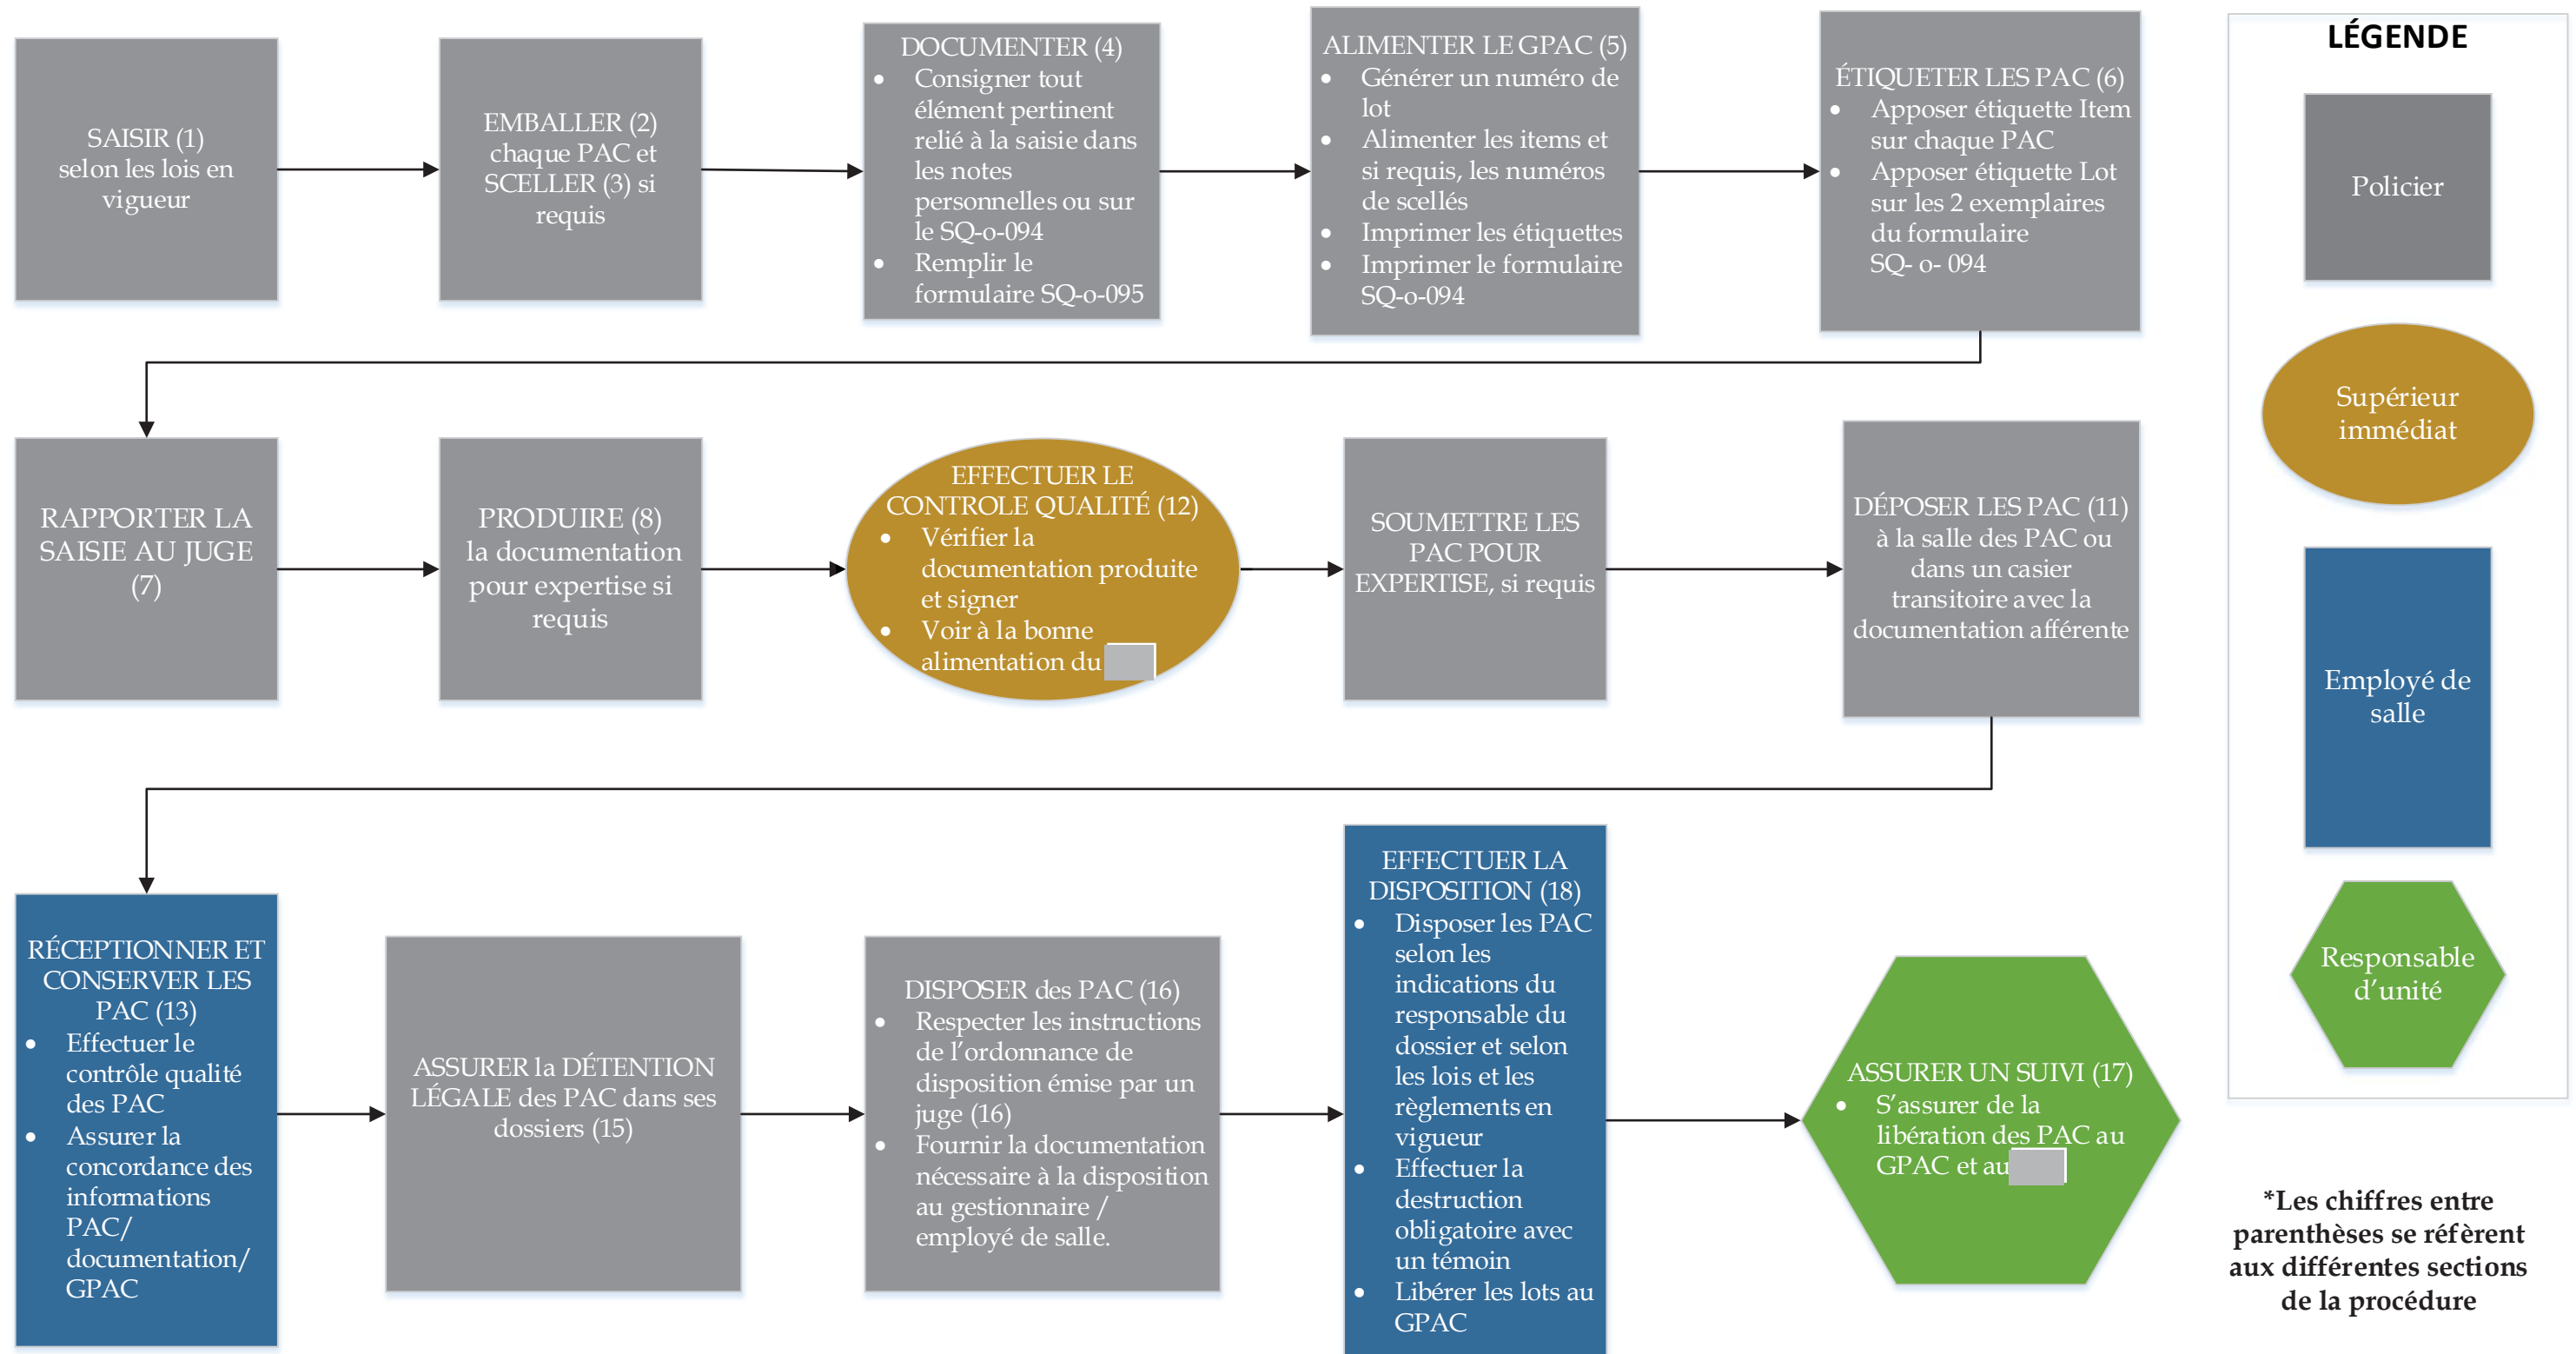 SAISIR (1)
selon les lois en
vigueur
EMBALLER (2)
chaque PAC et
SCELLER (3) si
requis
DOCUMENTER (4)
• Consigner tout
élément pertinent
relié à la saisie dans
les notes
personnelles ou sur
le SQ-o-094
• Remplir le
formulaire SQ-o-095
ALIMENTER LE GPAC (5)
• Générer un numéro de
lot
• Alimenter les items et
si requis, les numéros
de scellés
• Imprimer les étiquettes
• Imprimer le formulaire
SQ-o-094
ÉTIQUETER LES PAC (6)
• Apposer étiquette Item
sur chaque PAC
• Apposer étiquette Lot
sur les 2 exemplaires
du formulaire
SQ- o- 094
RAPPORTER LA
SAISIE AU JUGE
(7)
PRODUIRE (8)
la documentation
pour expertise si
requis
EFFECTUER LE
CONTROLE QUALITÉ (12)
• Vérifier la
documentation produite
et signer
• Voir à la bonne
alimentation du
SOUMETTRE LES
PAC POUR
EXPERTISE, si requis
DÉPOSER LES PAC (11)
à la salle des PAC ou
dans un casier
transitoire avec la
documentation afférente
RÉCEPTIONNER ET
CONSERVER LES
PAC (13)
• Effectuer le
contrôle qualité
des PAC
• Assurer la
concordance des
informations
PAC/
documentation/
GPAC
ASSURER la DÉTENTION
LÉGALE des PAC dans ses
dossiers (15)
DISPOSER des PAC (16)
• Respecter les instructions
de l'ordonnance de
disposition émise par un
juge (16)
• Fournir la documentation
nécessaire à la disposition
au gestionnaire /
employé de salle.
EFFECTUER LA
DISPOSITION (18)
• Disposer les PAC
selon les
indications du
responsable du
dossier et selon
les lois et les
règlements en
vigueur
• Effectuer la
destruction
obligatoire avec
un témoin
• Libérer les lots au
GPAC
ASSURER UN SUIVI (17)
• S'assurer de la
libération des PAC au
GPAC et au
LÉGENDE
Policier
Supérieur
immédiat
Employé de
salle
Responsable
d'unité
*Les chiffres entre
parenthèses se réfèrent
aux différentes sections
de la procédure